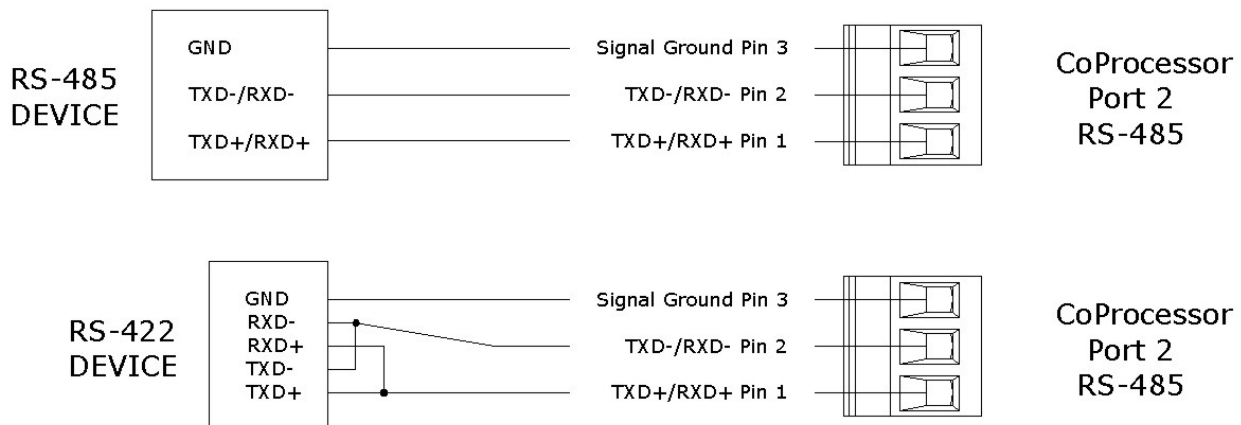 RS-485
DEVICE
GND
TXD-/RXD-
TXD+/RXD+
Signal Ground Pin 3
TXD-/RXD- Pin 2
TXD+/RXD+ Pin 1
CoProcessor
Port 2
RS-485
RS-422
DEVICE
GND
RXD-
RXD+
TXD-
TXD+
Signal Ground Pin 3
TXD-/RXD- Pin 2
TXD+/RXD+ Pin 1
CoProcessor
Port 2
RS-485